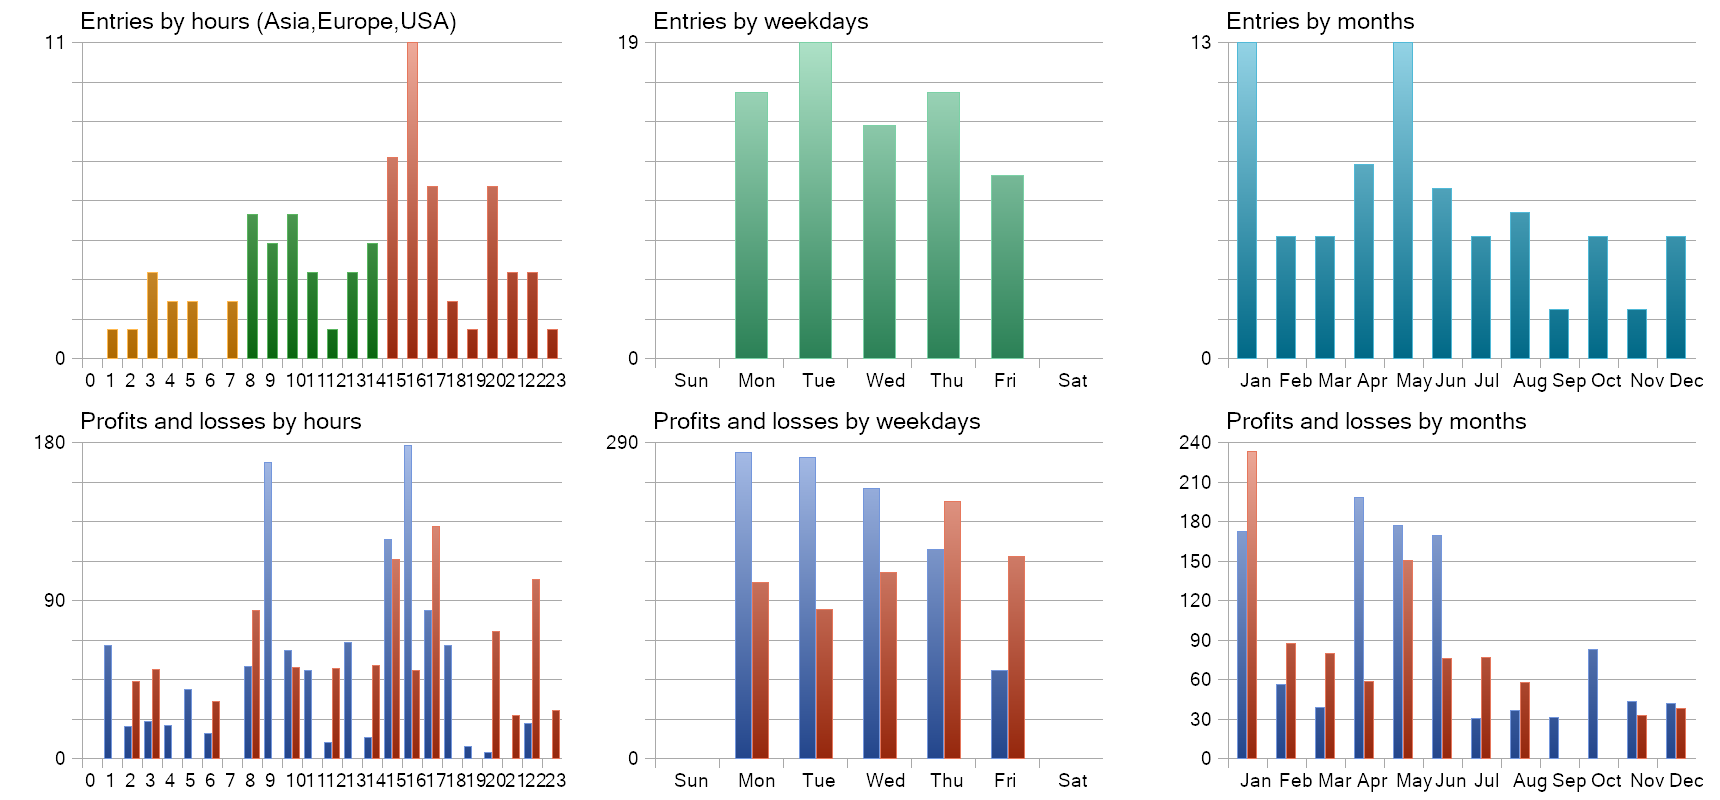 Entries by hours (Asia,Europe,USA)
11
0
0 1 2 3 4 5 6 7 8 9 10 11 12 13 14 15 16 17 18 19 20 21 22 23
Entries by weekdays
19
0
Sun Mon Tue Wed Thu Fri Sat
Entries by months
13
0
Jan Feb Mar Apr May Jun Jul Aug Sep Oct Nov Dec
Profits and losses by hours
180
90
0
0 1 2 3 4 5 6 7 8 9 10 11 12 13 14 15 16 17 18 19 20 21 22 23
Profits and losses by weekdays
290
0
Sun Mon Tue Wed Thu Fri Sat
Profits and losses by months
240
210
180
150
120
90
60
30
0
Jan Feb Mar Apr May Jun Jul Aug Sep Oct Nov Dec